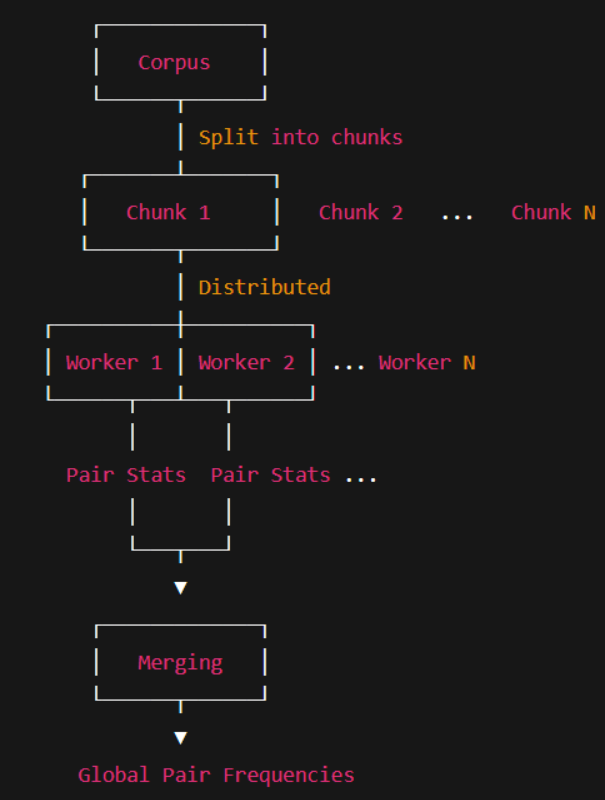 Corpus
Split into chunks
Chunk 1 Chunk 2 ... Chunk N
Distributed
Worker 1 Worker 2 ... Worker N
Pair Stats Pair Stats ...
Merging
Global Pair Frequencies